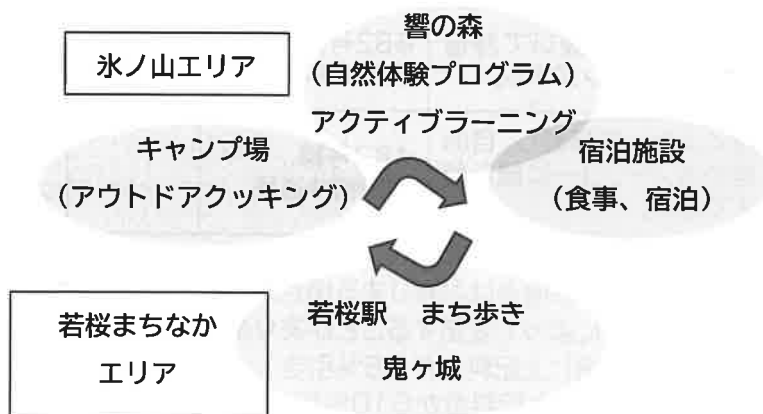 響の森
氷ノ山エリア
（自然体験プログラム）
アクティブラーニング
キャンプ場
（アウトドアクッキング）
宿泊施設
（食事、宿泊）
若桜まちなか
エリア
若桜駅　まち歩き
鬼ヶ城